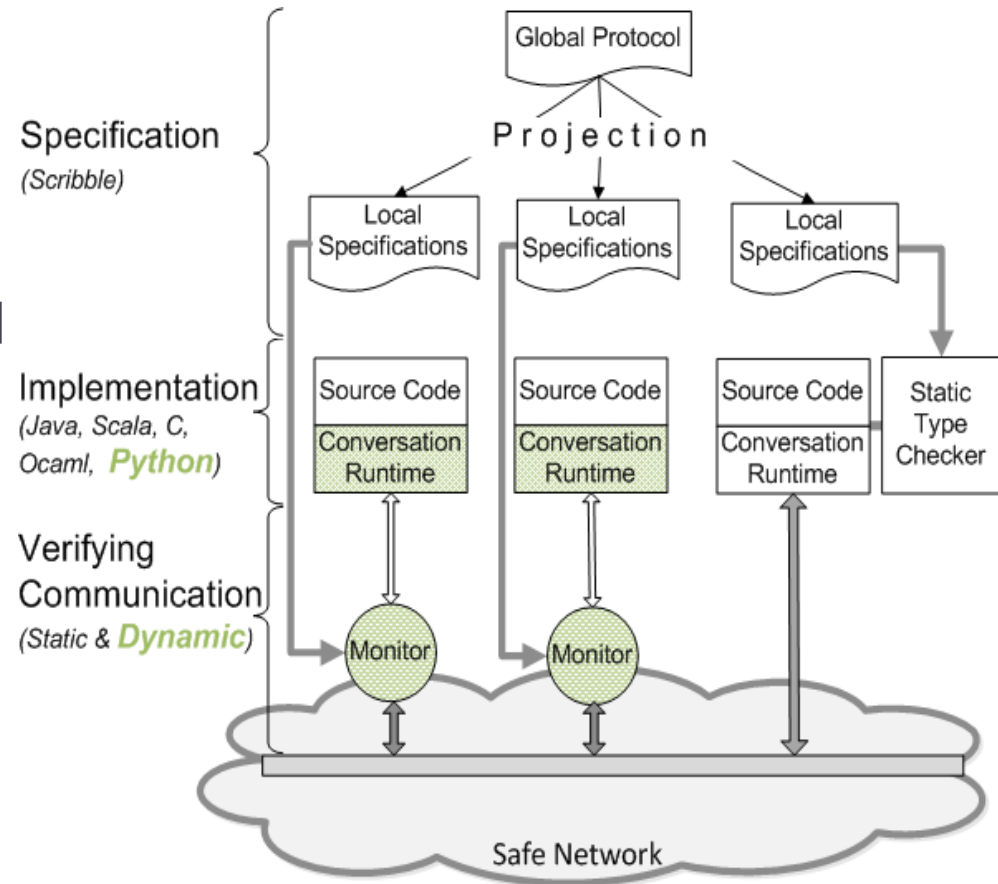 Global Protocol
Projection
Specification
(Scribble)
Local
Specifications
Local
Specifications
Local
Specifications
Implementation
(Java, Scala, C,
Ocaml, Python)
Source Code
Conversation
Runtime
Source Code
Conversation
Runtime
Source Code
Conversation
Runtime
Static
Type
Checker
Verifying
Communication
(Static & Dynamic)
Monitor
Monitor
Safe Network